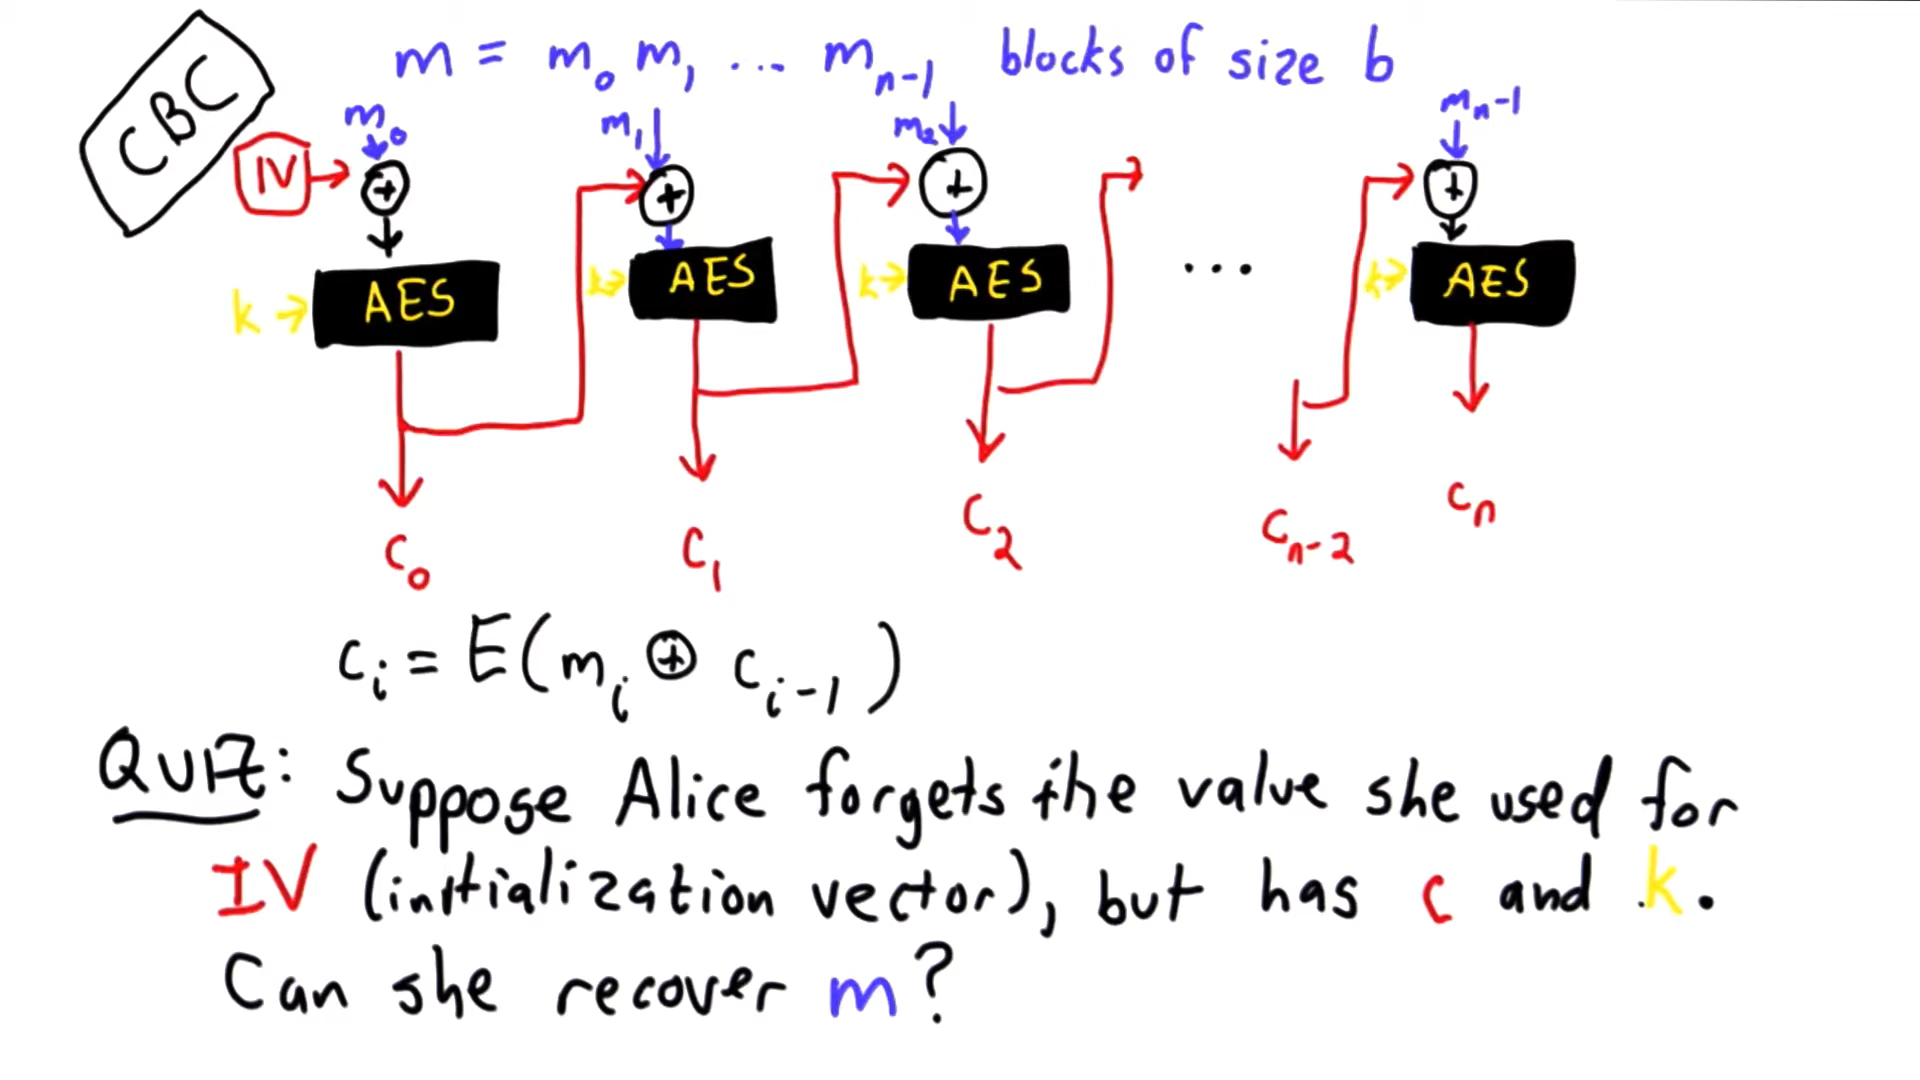 CBC
m = m₀ m₁ ... mₙ₋₁ blocks of size b
m₀ m₁ m₂ mₙ₋₁
IV → ⊕ ⊕ ⊕ ⊕
k → AES k → AES k → AES ... k → AES
c₀ c₁ c₂ cₙ₋₂ cₙ
cᵢ = E(mᵢ ⊕ cᵢ₋₁)
QUIZ: Suppose Alice forgets the value she used for
IV (initialization vector), but has c and k.
Can she recover m?